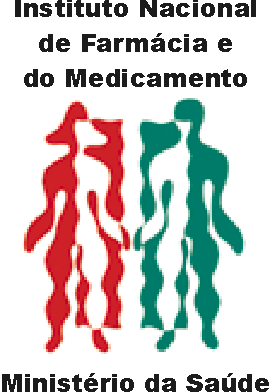 Instituto Nacional
de Farmácia e
do Medicamento
Ministério da Saúde